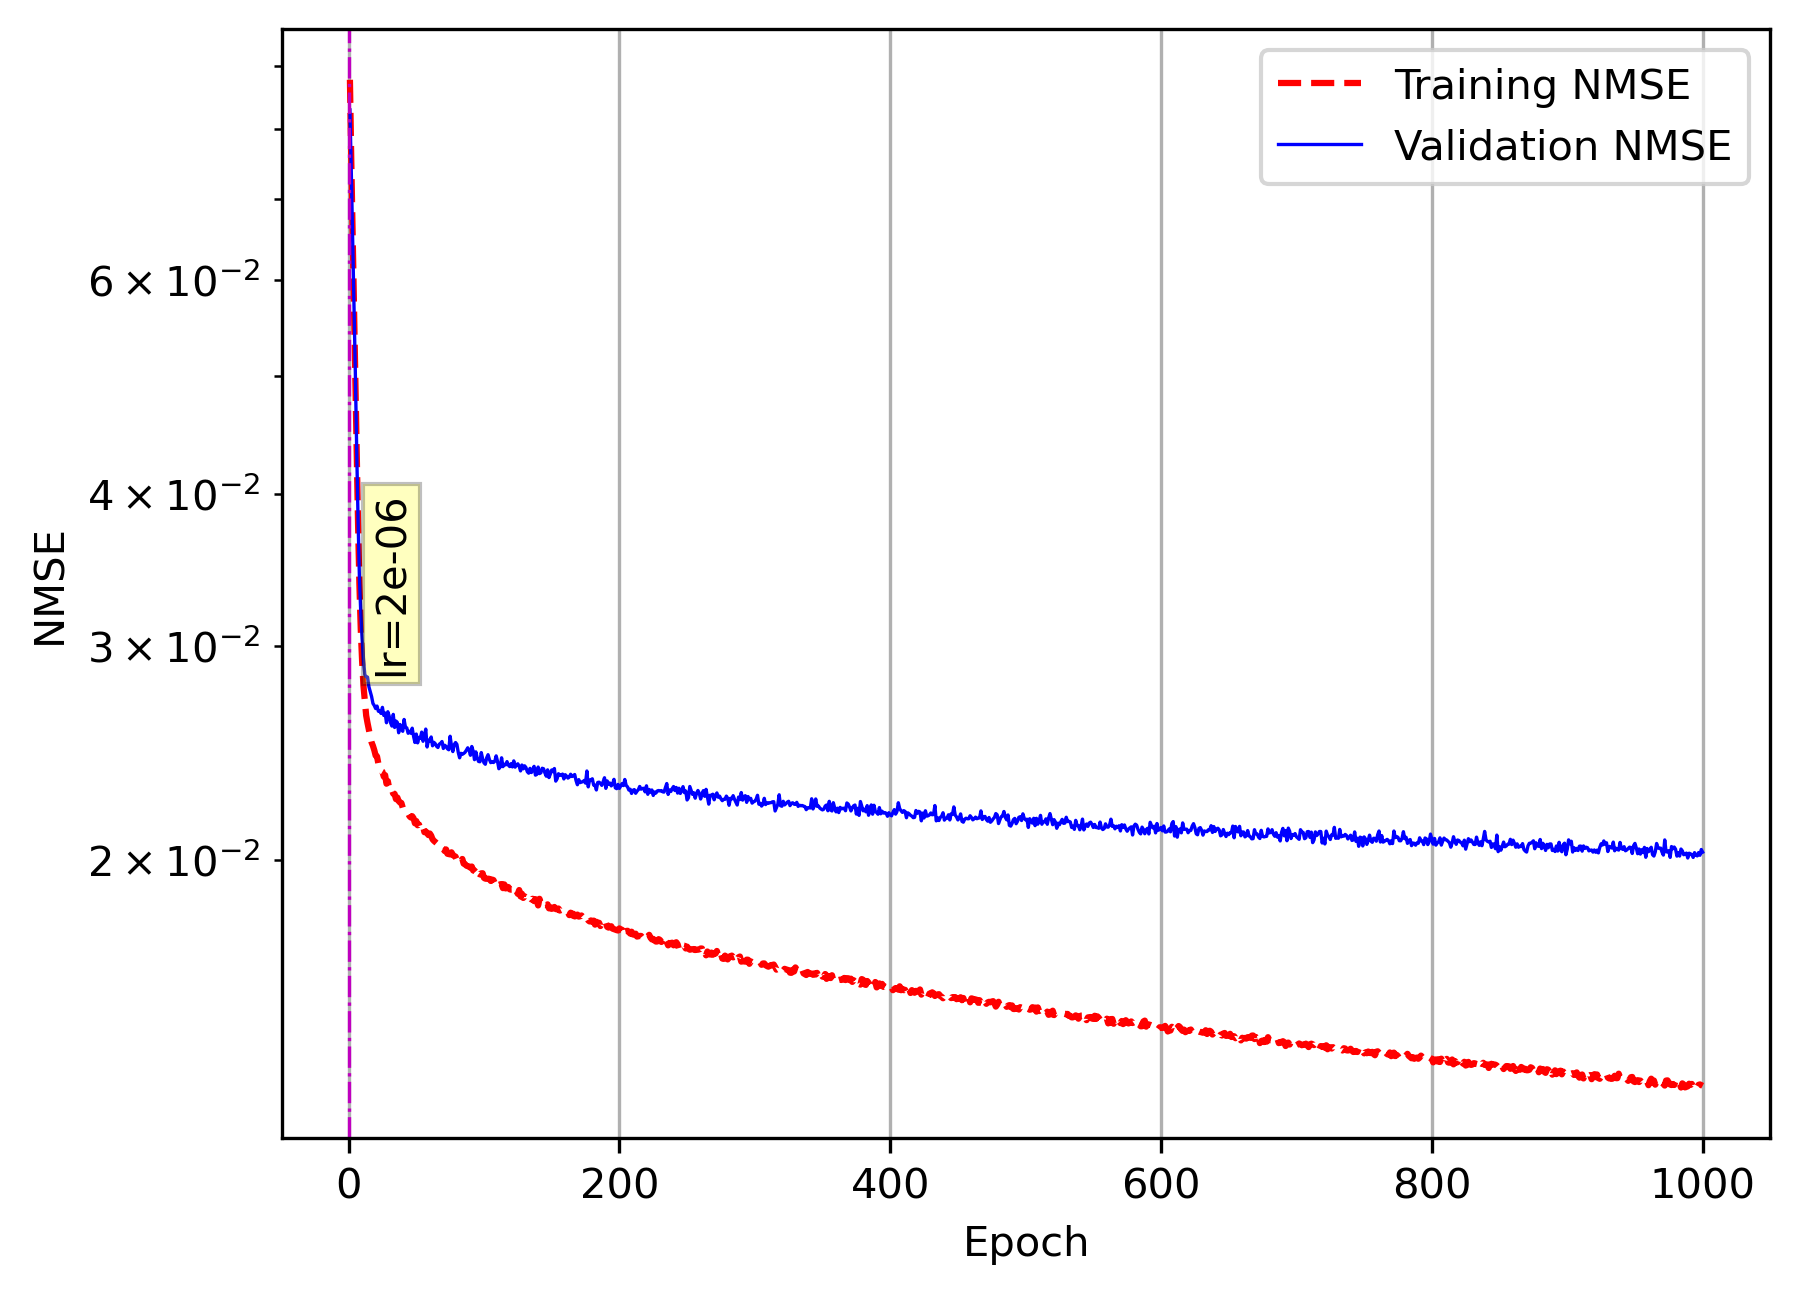 Training NMSE
Validation NMSE
6 × 10⁻²
4 × 10⁻²
3 × 10⁻²
2 × 10⁻²
NMSE
lr=2e-06
0 200 400 600 800 1000
Epoch